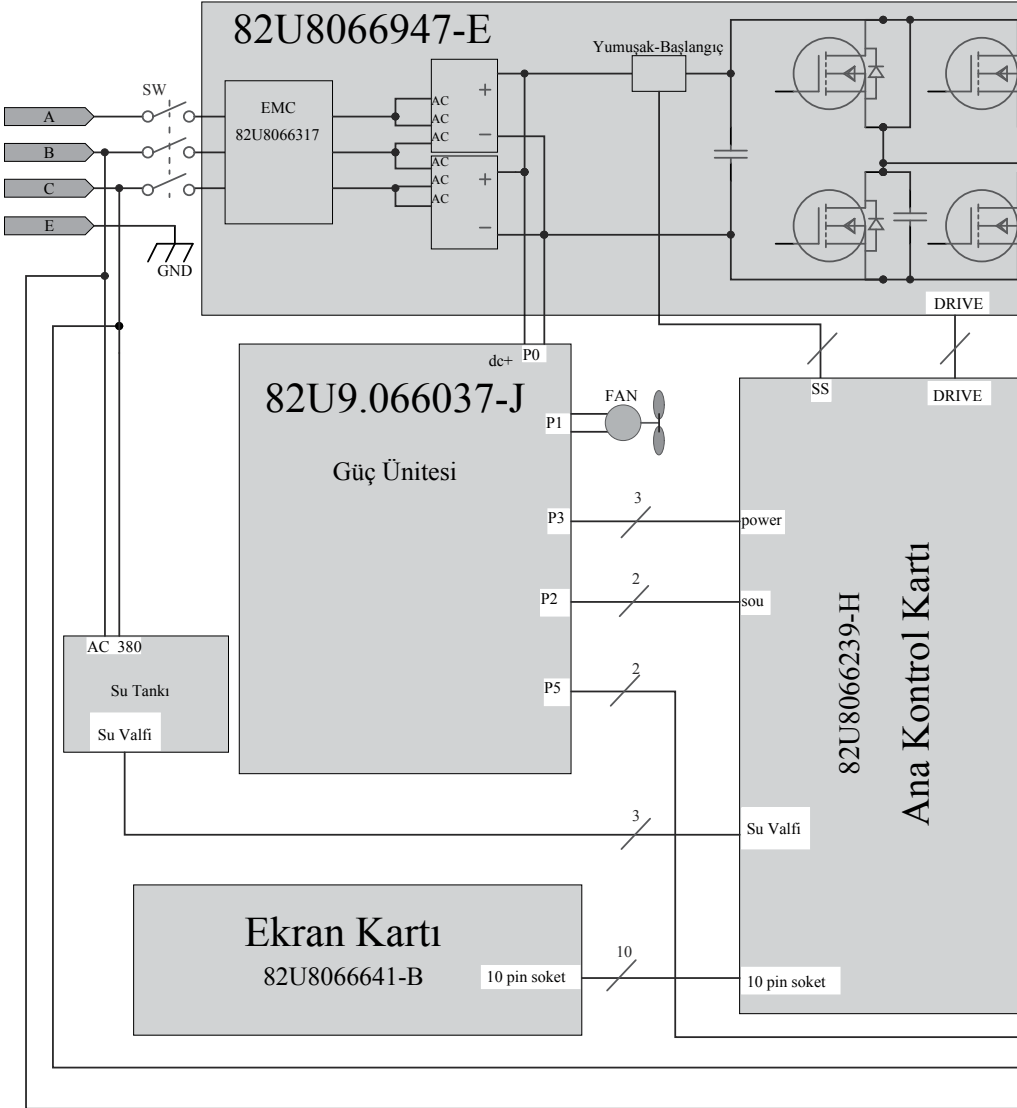 82U8066947-E
Yumuşak-Başlangıç
SW
A
B
C
E
GND
EMC
82U8066317
AC
AC
AC
AC
AC
AC
+
−
+
−
DRIVE
dc+
P0
SS
DRIVE
82U9.066037-J
Güç Ünitesi
P1
FAN
P3
3
power
P2
2
sou
P5
2
AC 380
Su Tankı
Su Valfi
82U8066239-H
Ana Kontrol Kartı
3
Su Valfi
Ekran Kartı
82U8066641-B
10 pin soket
10
10 pin soket